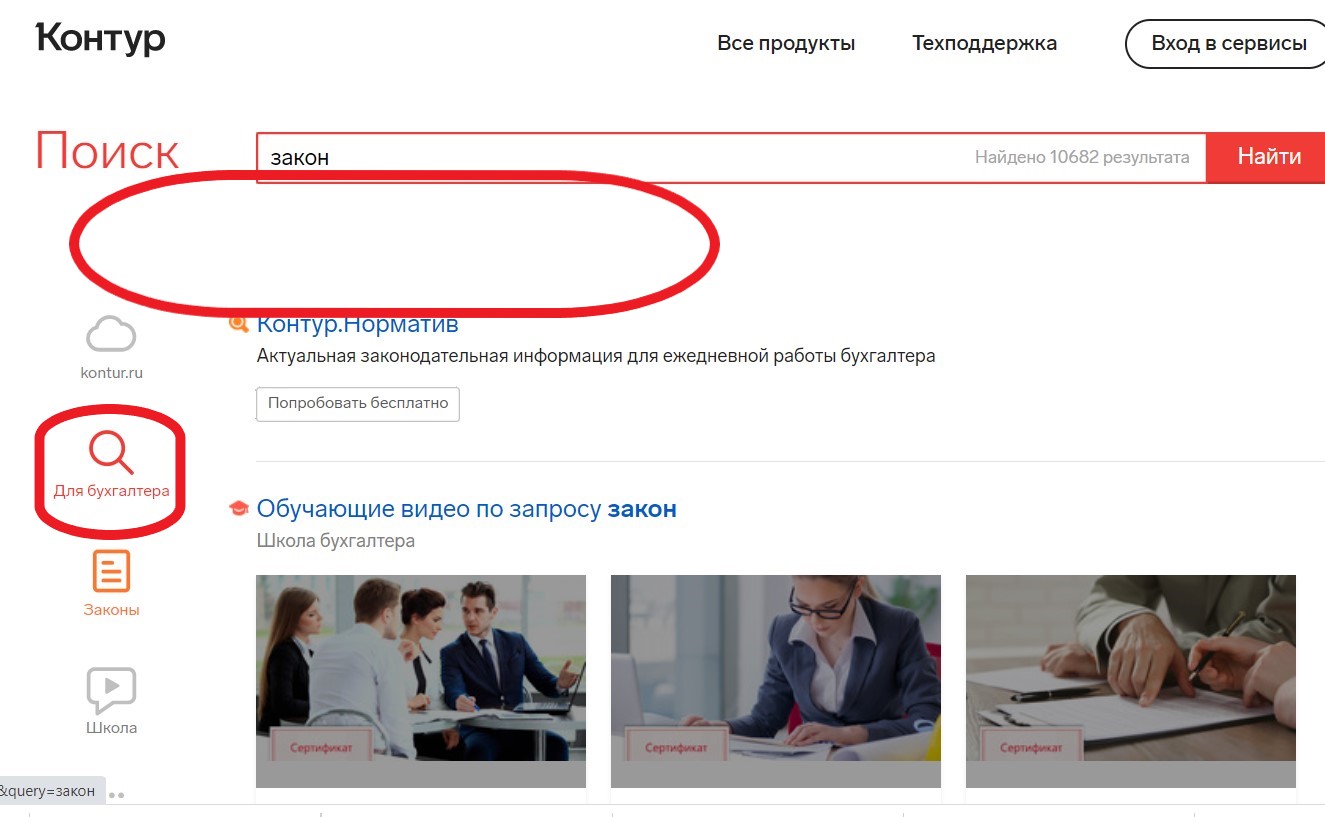 Контур
Все продукты
Техподдержка
Вход в сервисы
Поиск
закон
Найдено 10682 результата
Найти
kontur.ru
Для бухгалтера
Законы
Школа
Контур.Норматив
Актуальная законодательная информация для ежедневной работы бухгалтера
Попробовать бесплатно
Обучающие видео по запросу закон
Школа бухгалтера
Сертификат
Сертификат
Сертификат
&query=закон